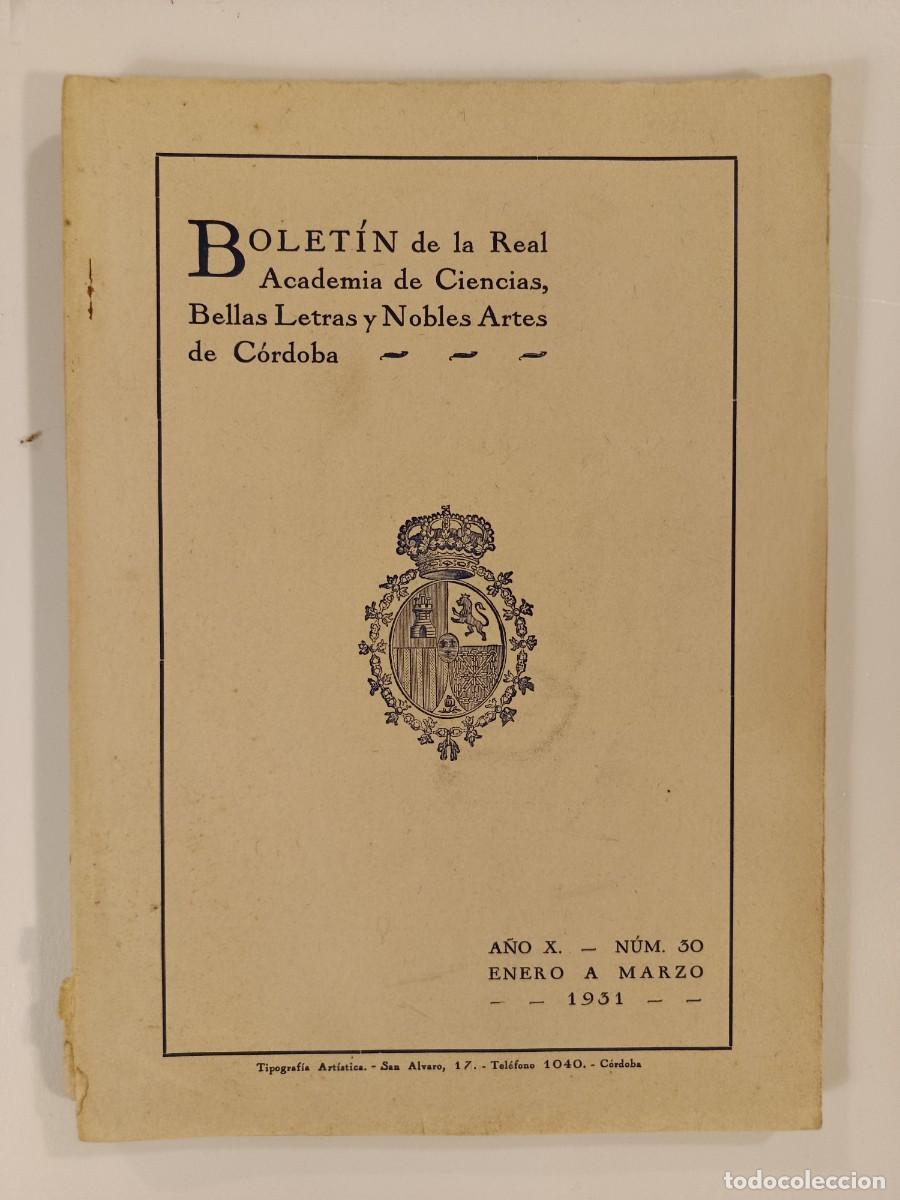 BOLETÍN de la Real
Academia de Ciencias,
Bellas Letras y Nobles Artes
de Córdoba
AÑO X. — NÚM. 30
ENERO A MARZO
— — 1931 — —
Tipografía Artística. - San Alvaro, 17. - Teléfono 1040. - Córdoba
todocoleccion